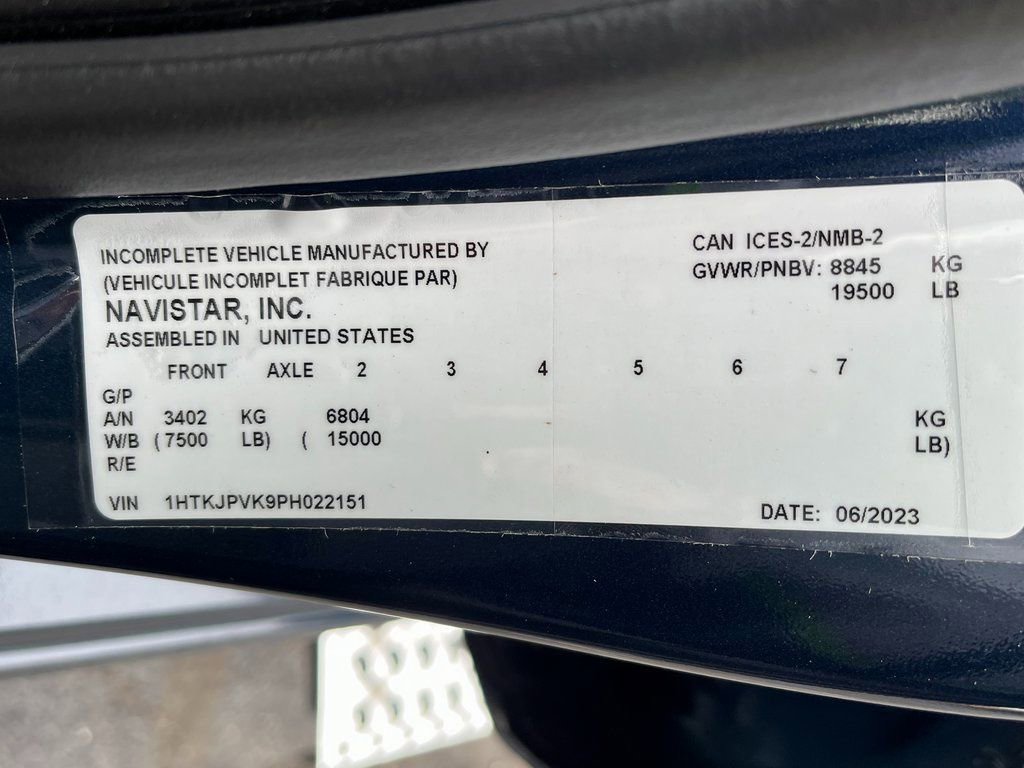 INCOMPLETE VEHICLE MANUFACTURED BY
(VEHICULE INCOMPLET FABRIQUE PAR)
NAVISTAR, INC.
ASSEMBLED IN UNITED STATES
CAN ICES-2/NMB-2
GVWR/PNBV: 8845 KG
19500 LB
FRONT AXLE 2 3 4 5 6 7
G/P
A/N 3402 KG 6804 KG
W/B (7500 LB) ( 15000 LB)
R/E
VIN 1HTKJPVK9PH022151
DATE: 06/2023